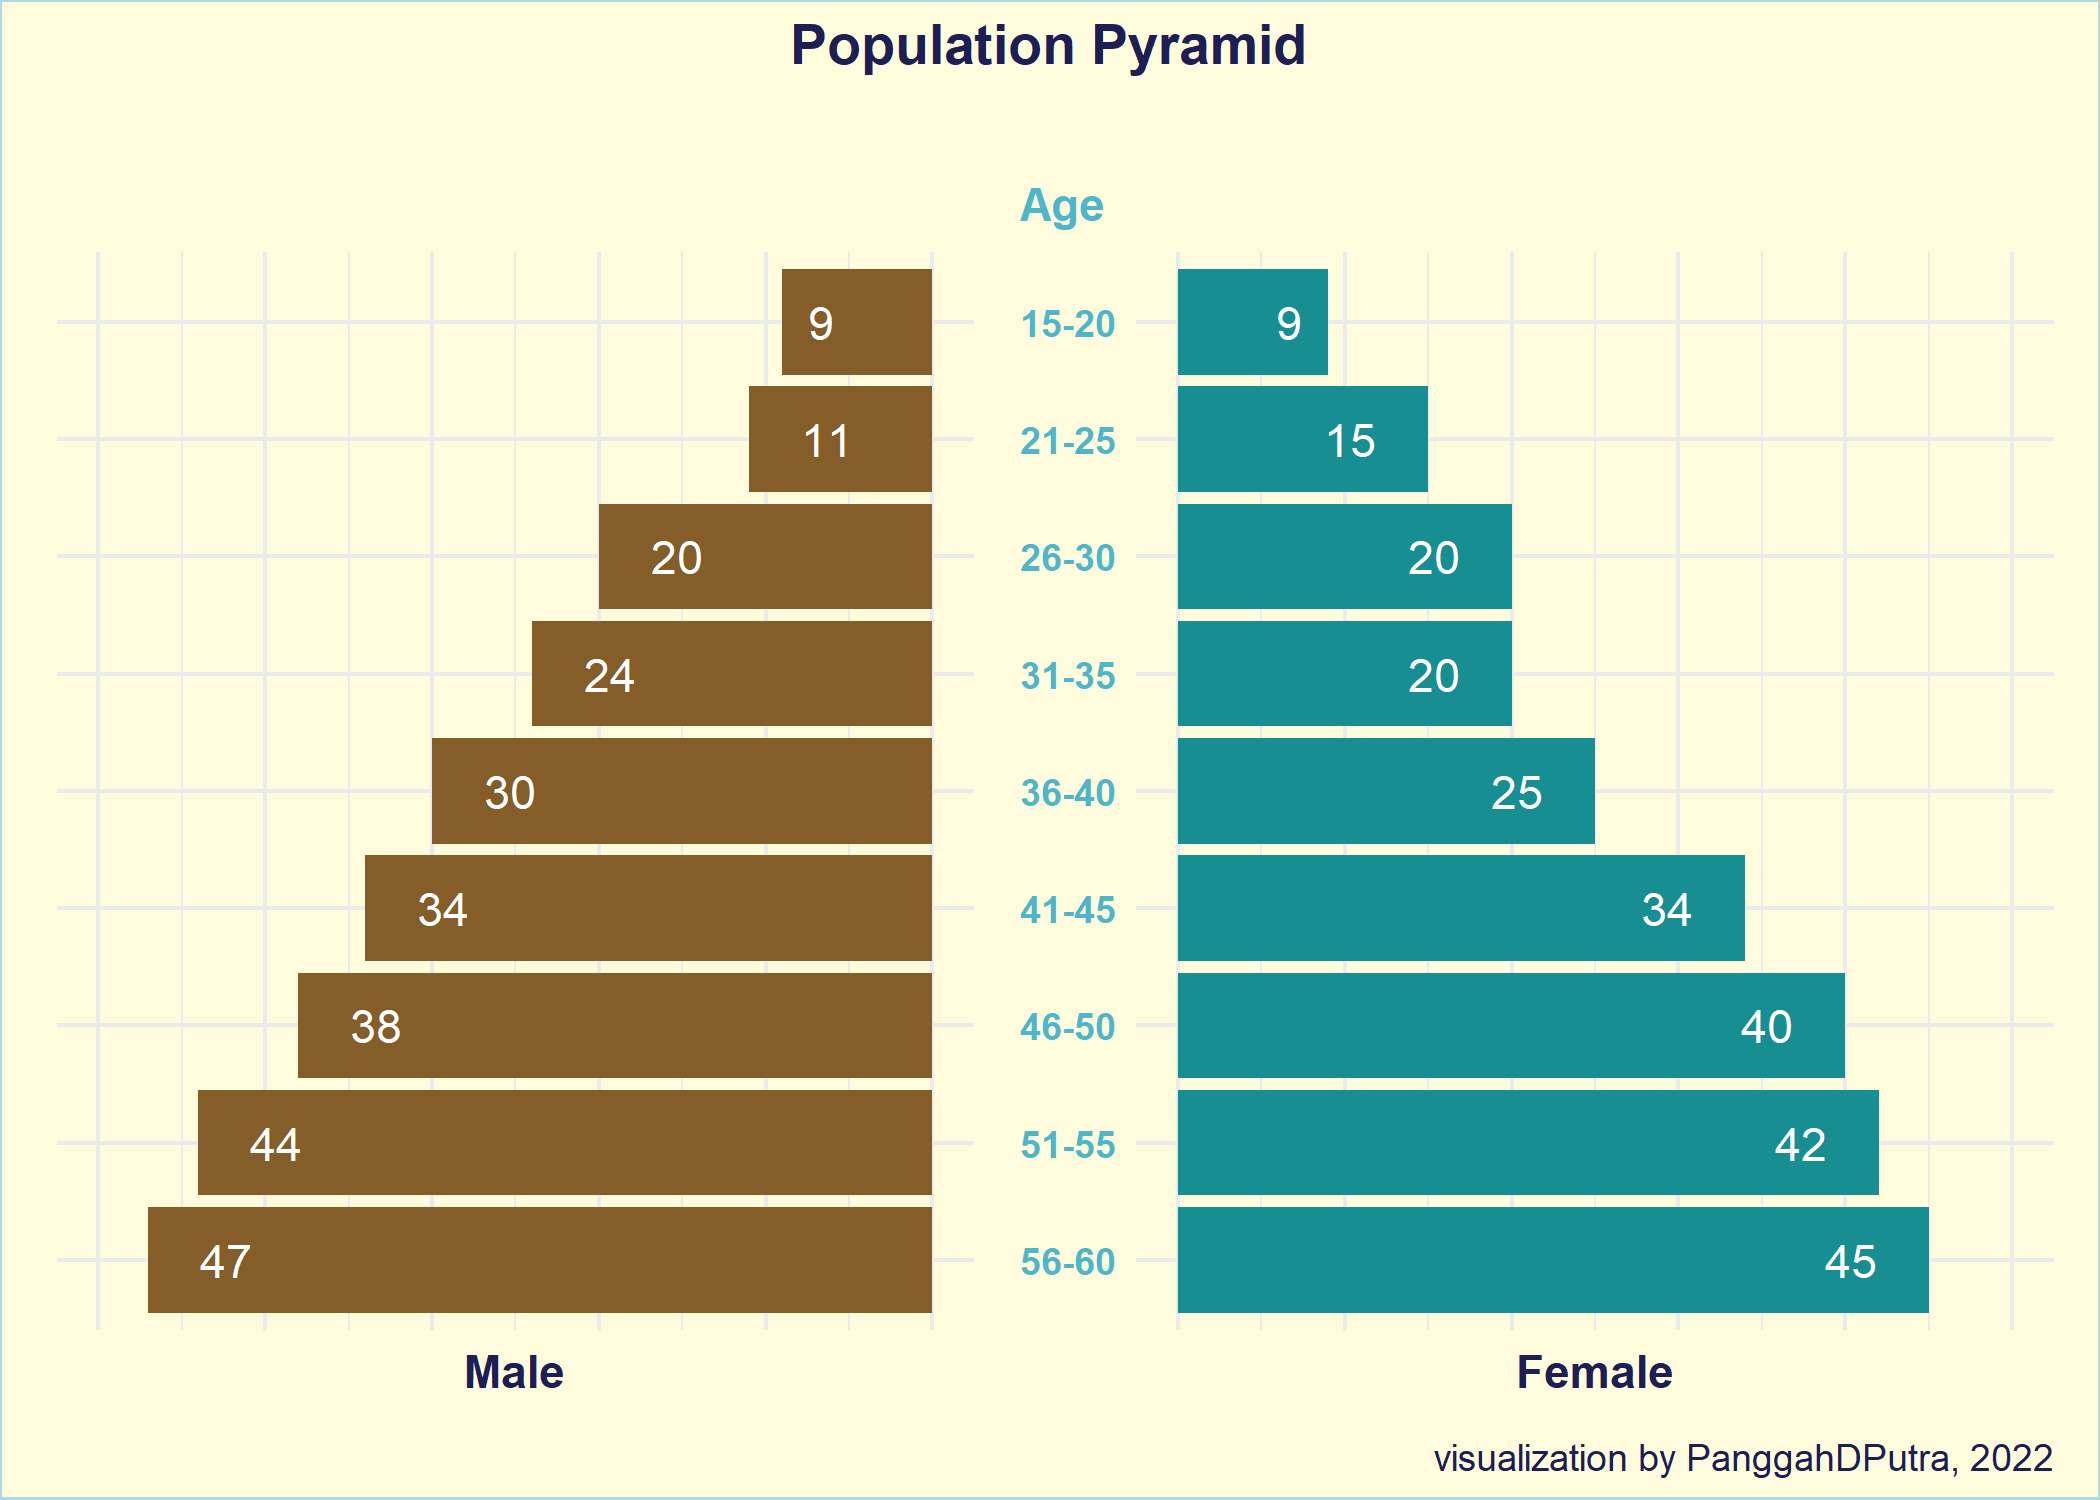 Population Pyramid
Age
9 15-20 9
11 21-25 15
20 26-30 20
24 31-35 20
30 36-40 25
34 41-45 34
38 46-50 40
44 51-55 42
47 56-60 45
Male Female
visualization by PanggahDPutra, 2022